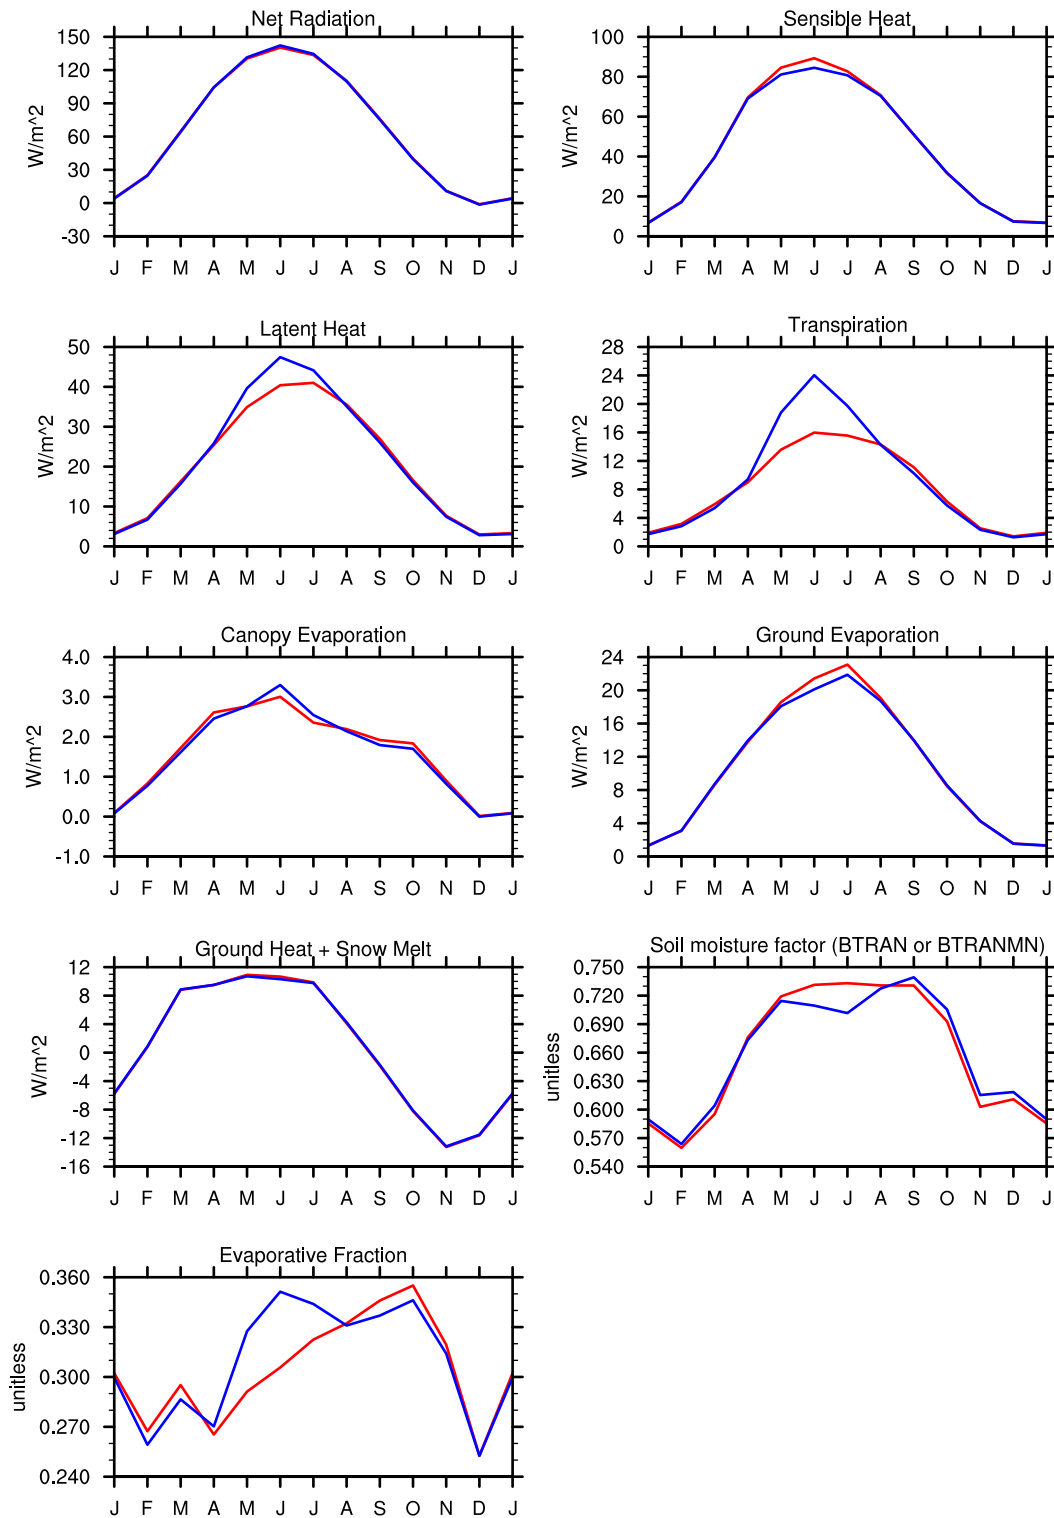 Net Radiation
150
120
90
60
30
0
-30
W/m^2
J F M A M J J A S O N D J
Sensible Heat
100
80
60
40
20
0
W/m^2
J F M A M J J A S O N D J
Latent Heat
50
40
30
20
10
0
W/m^2
J F M A M J J A S O N D J
Transpiration
28
24
20
16
12
8
4
0
W/m^2
J F M A M J J A S O N D J
Canopy Evaporation
4.0
3.0
2.0
1.0
0.0
-1.0
W/m^2
J F M A M J J A S O N D J
Ground Evaporation
24
20
16
12
8
4
0
W/m^2
J F M A M J J A S O N D J
Ground Heat + Snow Melt
12
8
4
0
-4
-8
-12
-16
W/m^2
J F M A M J J A S O N D J
Soil moisture factor (BTRAN or BTRANMN)
0.750
0.720
0.690
0.660
0.630
0.600
0.570
0.540
unitless
J F M A M J J A S O N D J
Evaporative Fraction
0.360
0.330
0.300
0.270
0.240
unitless
J F M A M J J A S O N D J